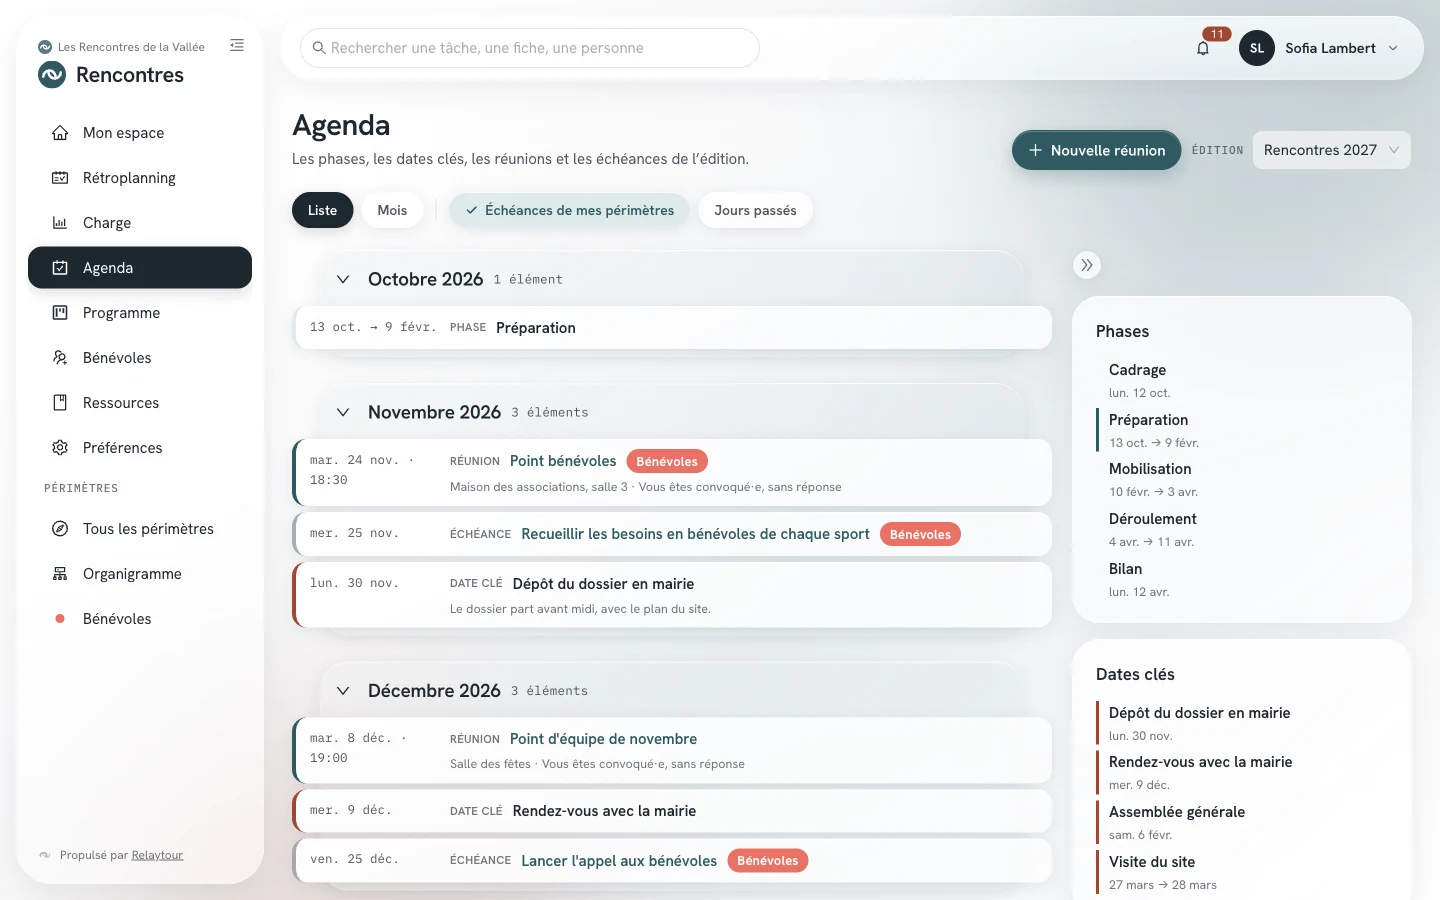 Les Rencontres de la Vallée
Rencontres
Mon espace
Rétroplanning
Charge
Agenda
Programme
Bénévoles
Ressources
Préférences
PÉRIMÈTRES
Tous les périmètres
Organigramme
Bénévoles
Propulsé par Relaytour
Rechercher une tâche, une fiche, une personne
11
SL
Sofia Lambert
Agenda
Les phases, les dates clés, les réunions et les échéances de l’édition.
Nouvelle réunion
ÉDITION
Rencontres 2027
Liste
Mois
Échéances de mes périmètres
Jours passés
Octobre 2026 1 élément
13 oct. → 9 févr. PHASE Préparation
Novembre 2026 3 éléments
mar. 24 nov. · 18:30
RÉUNION Point bénévoles Bénévoles
Maison des associations, salle 3 · Vous êtes convoqué·e, sans réponse
mer. 25 nov. ÉCHÉANCE Recueillir les besoins en bénévoles de chaque sport Bénévoles
lun. 30 nov. DATE CLÉ Dépôt du dossier en mairie
Le dossier part avant midi, avec le plan du site.
Décembre 2026 3 éléments
mar. 8 déc. · 19:00
RÉUNION Point d'équipe de novembre
Salle des fêtes · Vous êtes convoqué·e, sans réponse
mer. 9 déc. DATE CLÉ Rendez-vous avec la mairie
ven. 25 déc. ÉCHÉANCE Lancer l'appel aux bénévoles Bénévoles
Phases
Cadrage
lun. 12 oct.
Préparation
13 oct. → 9 févr.
Mobilisation
10 févr. → 3 avr.
Déroulement
4 avr. → 11 avr.
Bilan
lun. 12 avr.
Dates clés
Dépôt du dossier en mairie
lun. 30 nov.
Rendez-vous avec la mairie
mer. 9 déc.
Assemblée générale
sam. 6 févr.
Visite du site
27 mars → 28 mars